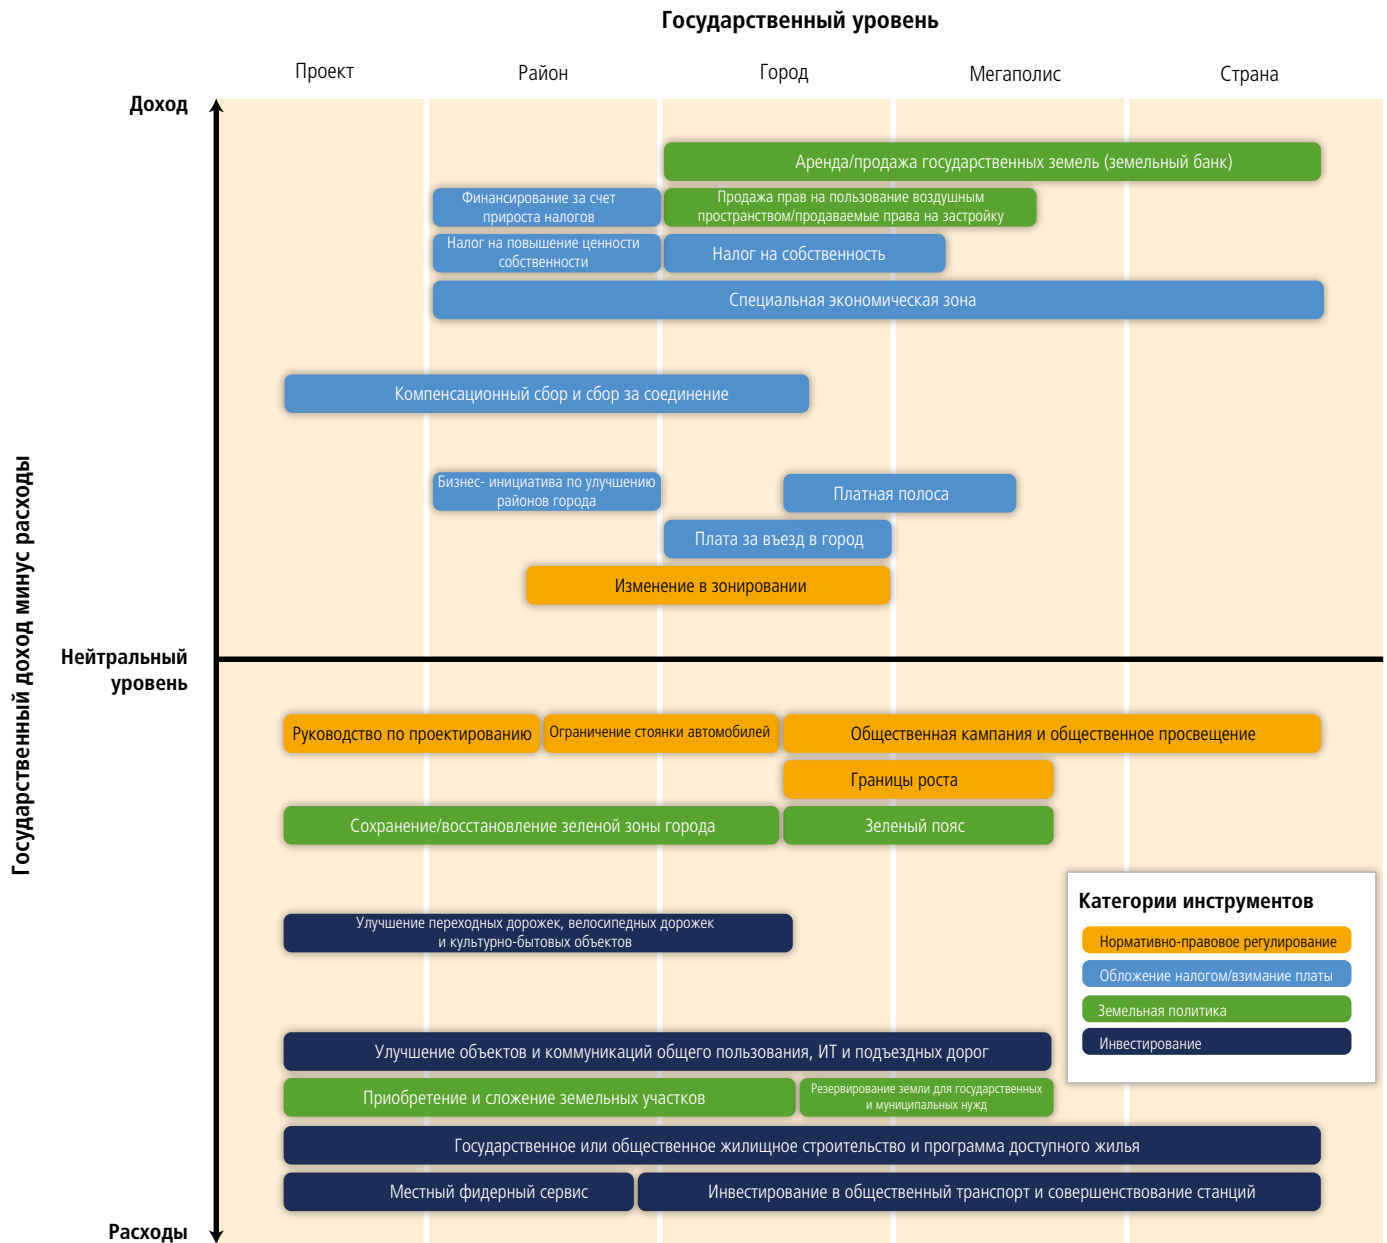 Государственный уровень
Проект
Район
Город
Мегаполис
Страна
Доход
Аренда/продажа государственных земель (земельный банк)
Финансирование за счет
прироста налогов
Продажа прав на пользование воздушным
пространством/продаваемые права на застройку
Налог на повышение ценности
собственности
Налог на собственность
Специальная экономическая зона
Компенсационный сбор и сбор за соединение
Бизнес- инициатива по улучшению
районов города
Платная полоса
Плата за въезд в город
Изменение в зонировании
Государственный доход минус расходы
Нейтральный
уровень
Руководство по проектированию
Ограничение стоянки автомобилей
Общественная кампания и общественное просвещение
Границы роста
Сохранение/восстановление зеленой зоны города
Зеленый пояс
Категории инструментов
Нормативно-правовое регулирование
Обложение налогом/взимание платы
Земельная политика
Инвестирование
Улучшение переходных дорожек, велосипедных дорожек
и культурно-бытовых объектов
Улучшение объектов и коммуникаций общего пользования, ИТ и подъездных дорог
Приобретение и сложение земельных участков
Резервирование земли для государственных
и муниципальных нужд
Государственное или общественное жилищное строительство и программа доступного жилья
Местный фидерный сервис
Инвестирование в общественный транспорт и совершенствование станций
Расходы